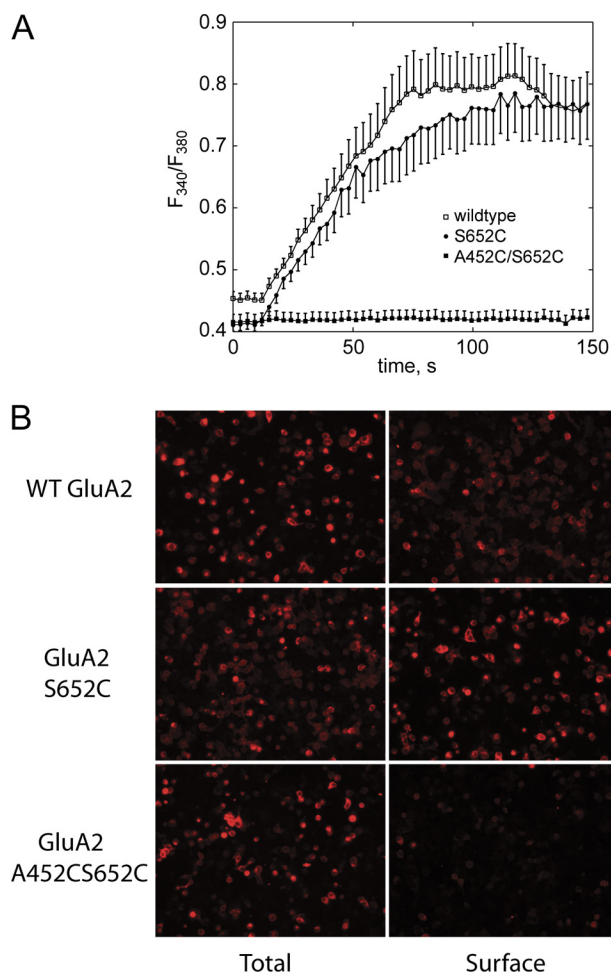 A
0.9
0.8
0.7
0.6
0.5
0.4
F340/F380
wildtype
S652C
A452C/S652C
0
50
100
150
time, s
B
WT GluA2
GluA2
S652C
GluA2
A452CS652C
Total
Surface